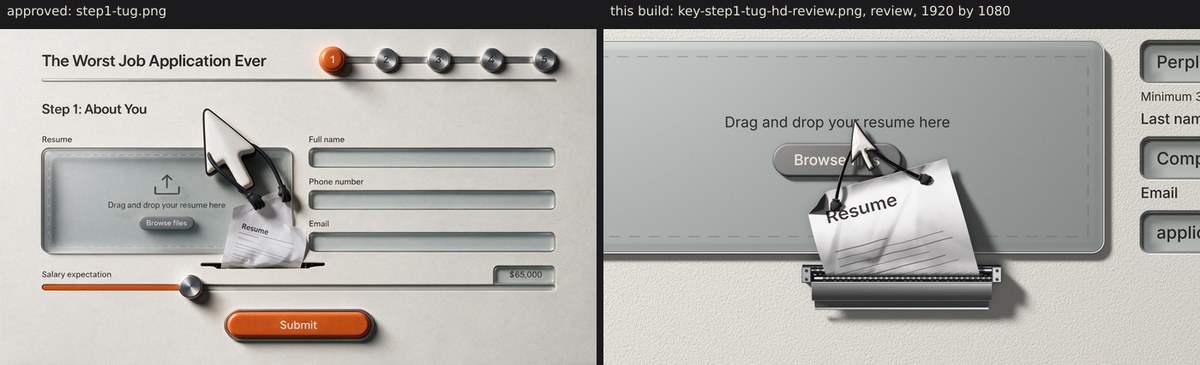 approved: step1-tug.png
The Worst Job Application Ever
1 2 3 4 5
Step 1: About You
Resume
Drag and drop your resume here
Browse files
Resume
Full name
Phone number
Email
Salary expectation
$65,000
Submit
this build: key-step1-tug-hd-review.png, review, 1920 by 1080
Drag and drop your resume here
Browse
Resume
Perpl
Minimum 3
Last nam
Comp
Email
applic